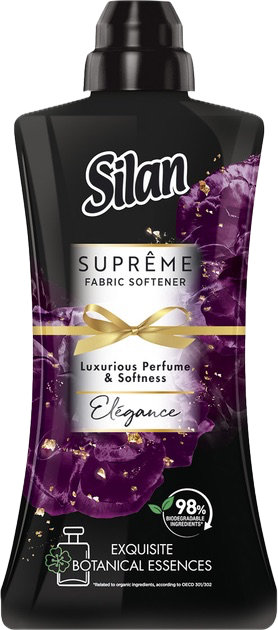 Silan
SUPRÊME
FABRIC SOFTENER
Luxurious Perfume
& Softness
Elégance
98%
BIODEGRADABLE
INGREDIENTS*
EXQUISITE
BOTANICAL ESSENCES
*Related to organic ingredients, according to OECD 301/302